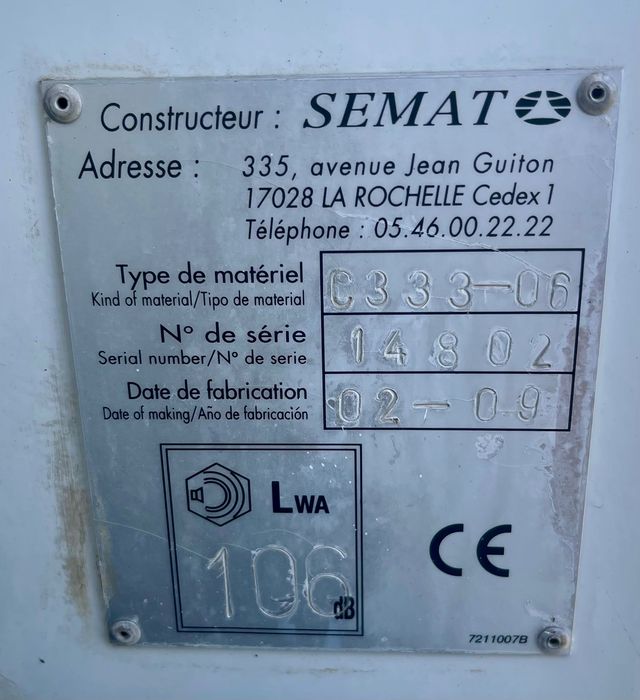 Constructeur : SEMAT
Adresse : 335, avenue Jean Guiton
17028 LA ROCHELLE Cedex 1
Téléphone : 05.46.00.22.22
Type de matériel C333-06
Kind of material/Tipo de material
N° de série 14802
Serial number/N° de serie
Date de fabrication 02-09
Date of making/Año de fabricación
LWA
106 dB
CE
7211007B